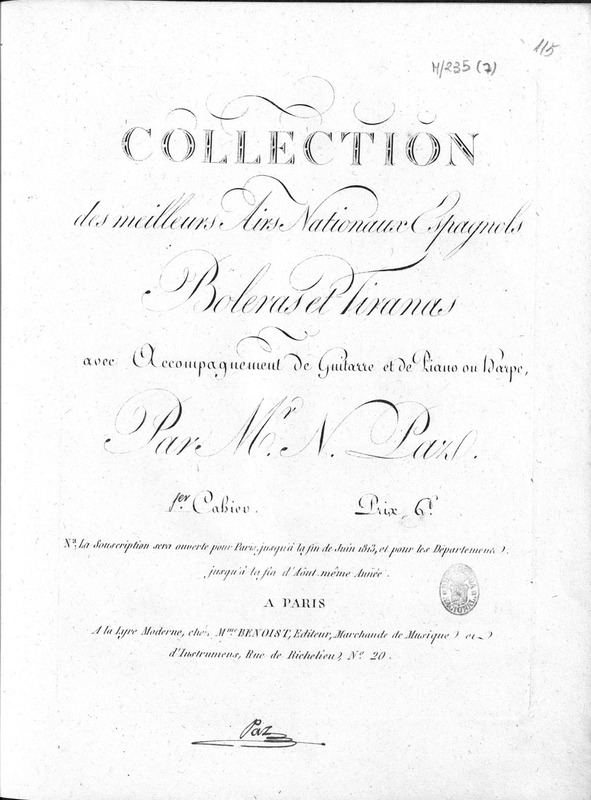 115
M/235 (7)
COLLECTION
des meilleurs Airs Nationaux Espagnols
Boleras et Tiranas
avec Accompagnement de Guitarre et de Piano ou Harpe,
Par Mr. N. Paz.
1er Cahier. Prix 6f
Na. La Souscription sera ouverte pour Paris, jusqu'à la fin de Juin 1813, et pour les Départements
jusqu'à la fin d'Août même Année.
A PARIS
A la Lyre Moderne, chez Mme BENOIST, Editeur, Marchande de Musique et
d'Instrumens, Rue de Richelieu, No. 20.
Paz